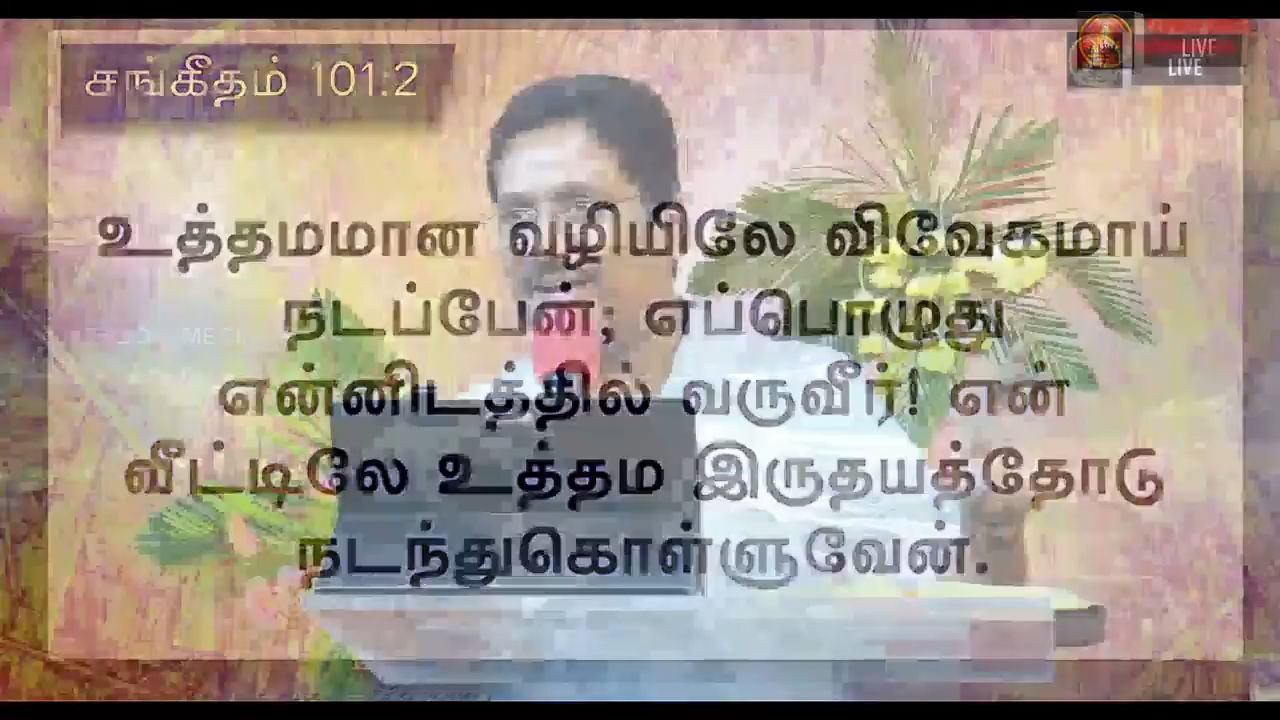 சங்கீதம் 101:2
LIVE
LIVE
உத்தமமான வழியிலே விவேகமாய்
நடப்பேன்; எப்பொழுது
என்னிடத்தில் வருவீர்! என்
வீட்டிலே உத்தம இருதயத்தோடு
நடந்துகொள்ளுவேன்.